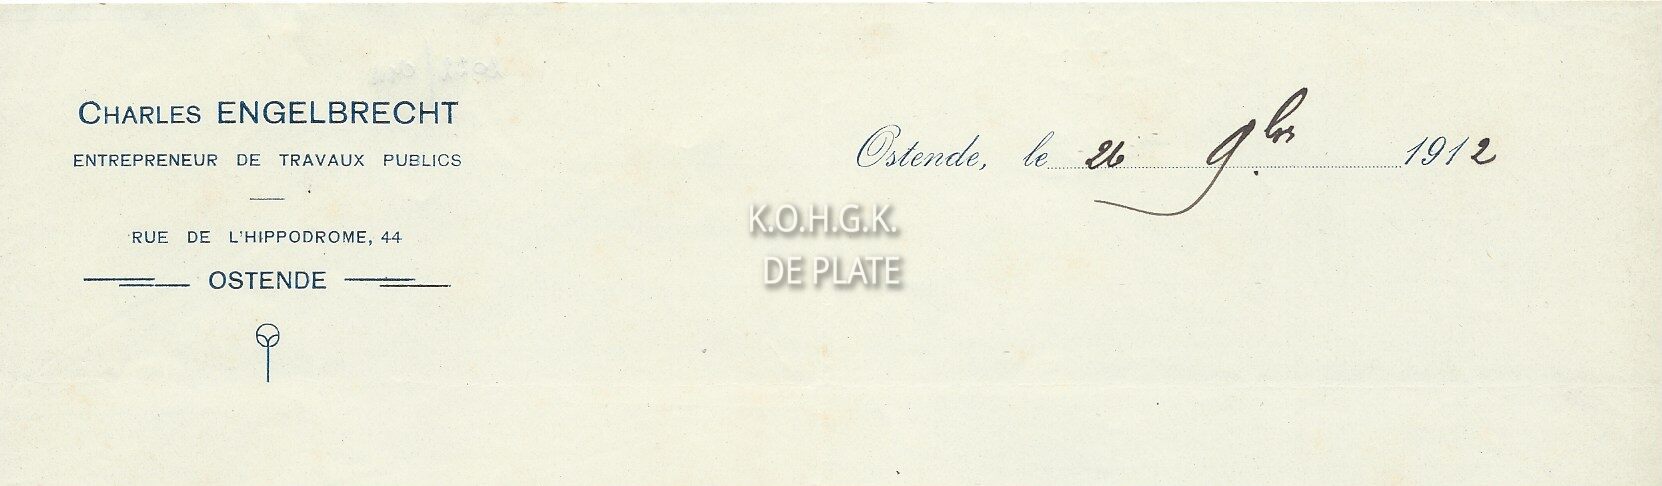 CHARLES ENGELBRECHT
ENTREPRENEUR DE TRAVAUX PUBLICS
RUE DE L'HIPPODROME, 44
OSTENDE
Ostende, le 26 9bre 1912
K.O.H.G.K.
DE PLATE